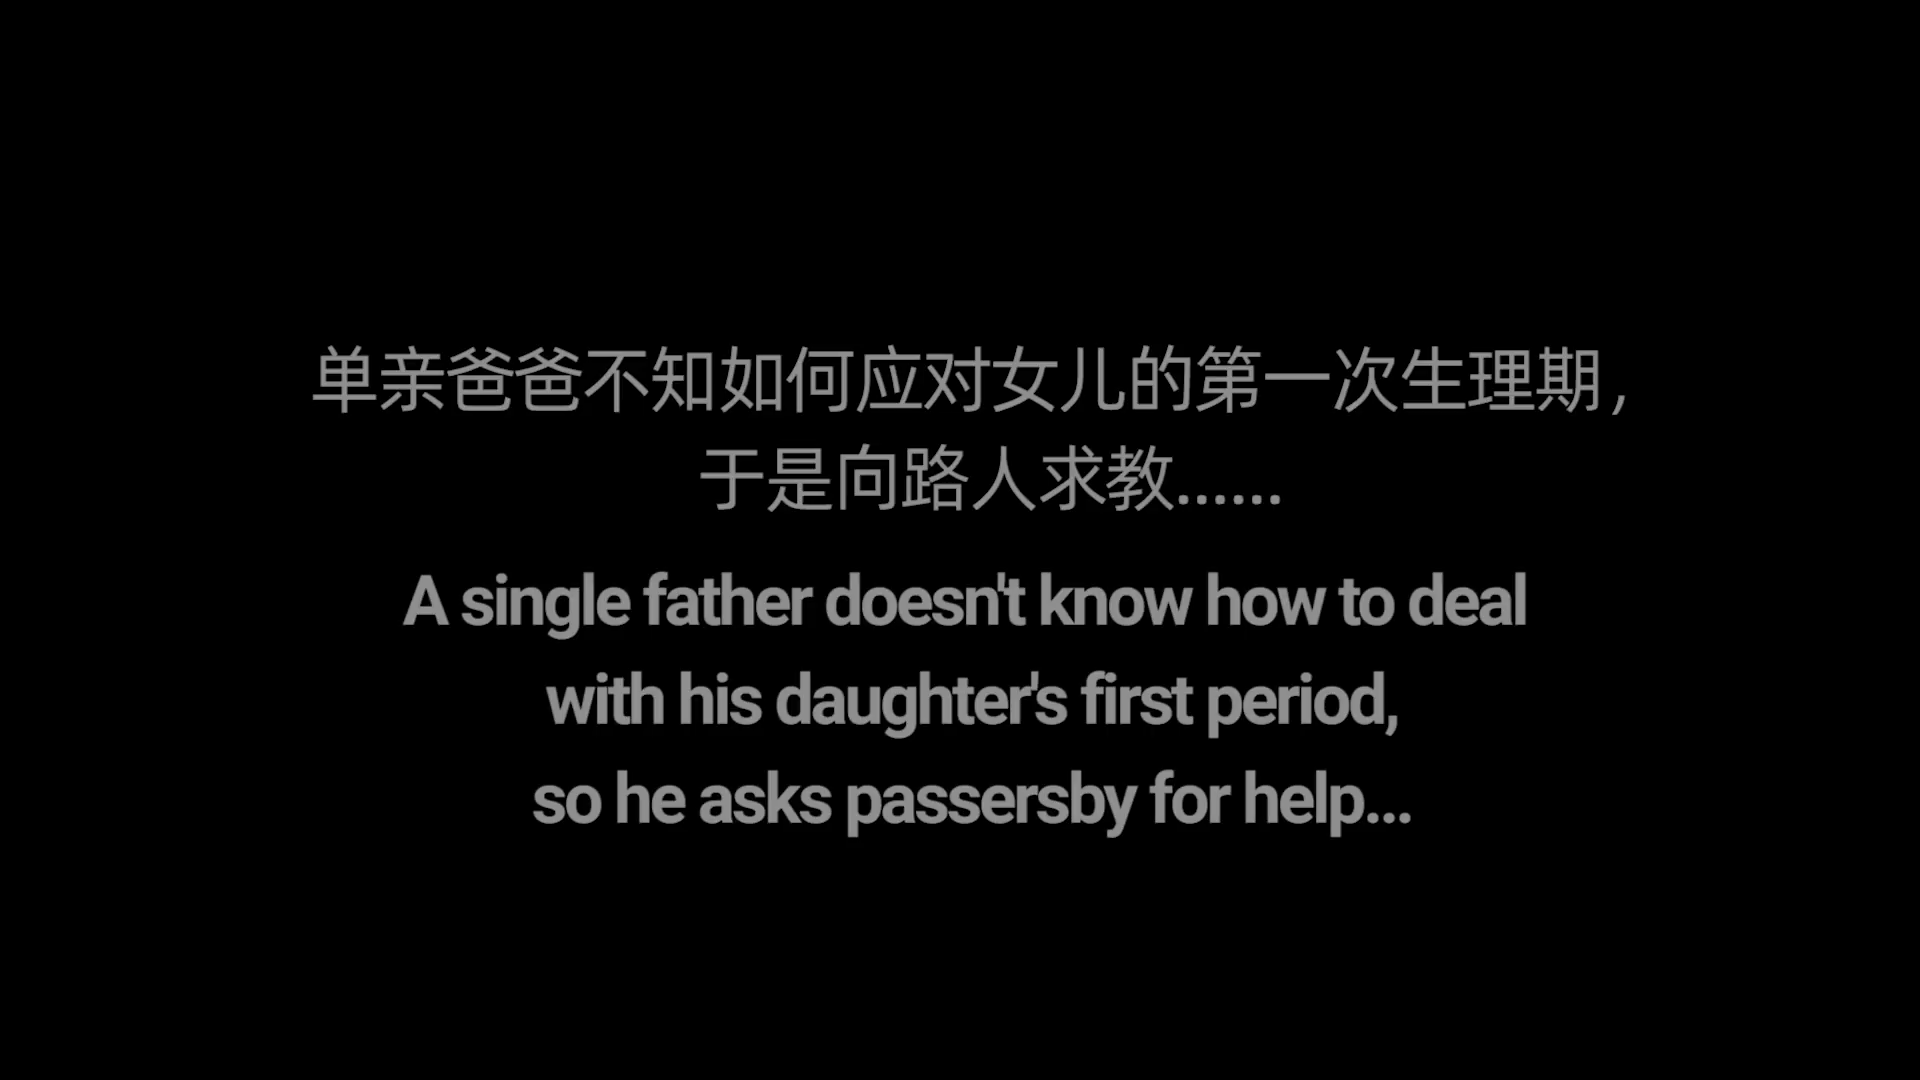 单亲爸爸不知如何应对女儿的第一次生理期，
于是向路人求教......
A single father doesn't know how to deal
with his daughter's first period,
so he asks passersby for help...